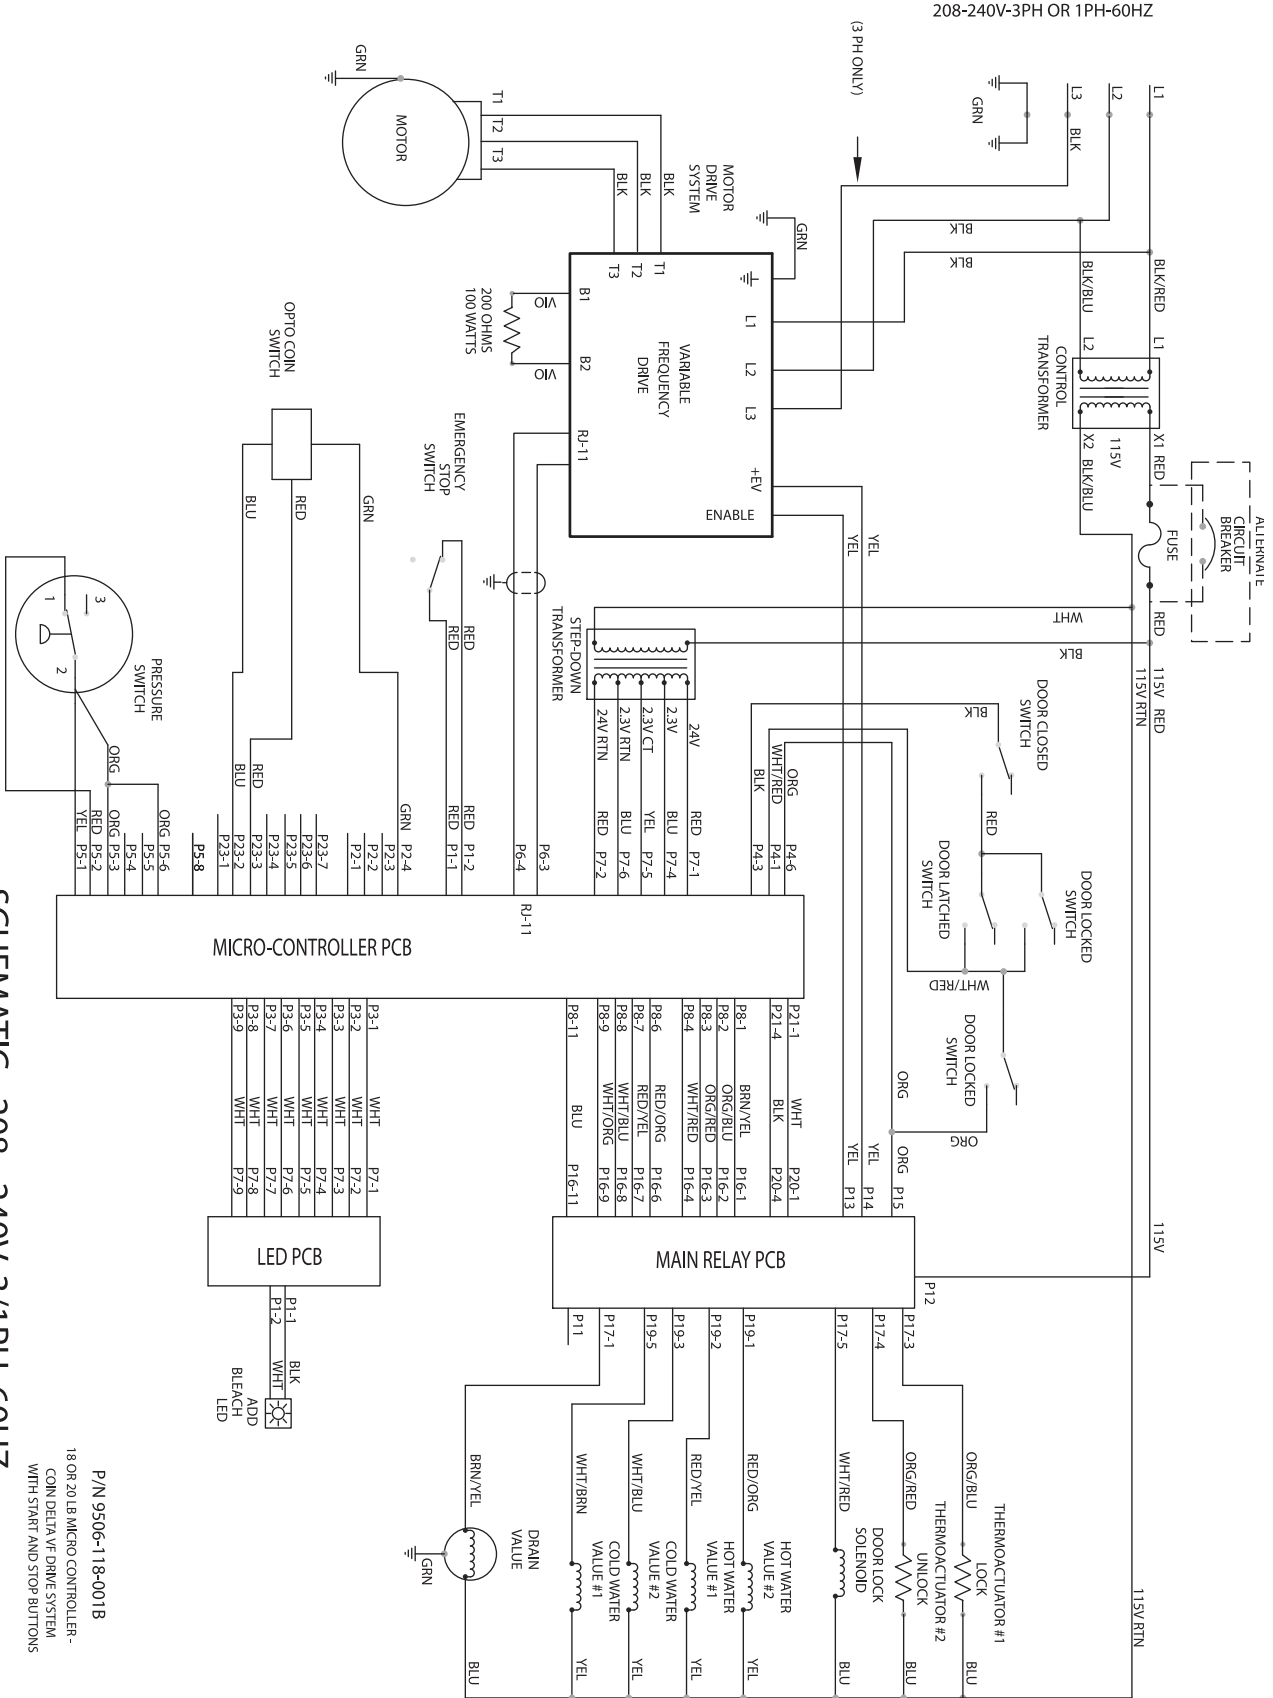 208-240V-3PH OR 1PH-60HZ
L1
L2
L3
BLK
GRN
(3 PH ONLY)
GRN
MOTOR
T1
T2
T3
BLK
BLK
BLK
MOTOR
DRIVE
SYSTEM
GRN
BLK
BLK
BLK/RED
BLK/BLU
L1
L2
CONTROL
TRANSFORMER
X1
X2
RED
115V
BLK/BLU
ALTERNATE
CIRCUIT
BREAKER
FUSE
RED
T1
T2
T3
L1
L2
L3
+EV
ENABLE
B1
B2
RJ-11
VARIABLE
FREQUENCY
DRIVE
VIO
VIO
200 OHMS
100 WATTS
YEL
YEL
WHT
BLK
115V RED
115V RTN
OPTO COIN
SWITCH
BLU
RED
GRN
EMERGENCY
STOP
SWITCH
RED
RED
STEP-DOWN
TRANSFORMER
24V RTN
2.3V RTN
2.3V CT
2.3V
24V
RED
BLU
YEL
BLU
RED
P7-2
P7-6
P7-5
P7-4
P7-1
DOOR CLOSED
SWITCH
BLK
BLK
WHT/RED
ORG
P4-3
P4-1
P4-6
RED
DOOR LATCHED
SWITCH
DOOR LOCKED
SWITCH
WHT/RED
DOOR LOCKED
SWITCH
ORG
ORG
PRESSURE
SWITCH
1
2
3
ORG
YEL P5-1
RED P5-2
ORG P5-3
P5-4
P5-5
ORG P5-6
P5-8
BLU
RED
P23-1
P23-2
P23-3
P23-4
P23-5
P23-6
P23-7
P2-1
P2-2
P2-3
GRN P2-4
RED P1-1
RED P1-2
P6-4
P6-3
RJ-11
MICRO-CONTROLLER PCB
P3-9 WHT P7-9
P3-8 WHT P7-8
P3-7 WHT P7-7
P3-6 WHT P7-6
P3-5 WHT P7-5
P3-4 WHT P7-4
P3-3 WHT P7-3
P3-2 WHT P7-2
P3-1 WHT P7-1
P8-11 BLU P16-11
P8-9 WHT/ORG P16-9
P8-8 WHT/BLU P16-8
P8-7 RED/YEL P16-7
P8-6 RED/ORG P16-6
P8-4 WHT/RED P16-4
P8-3 ORG/RED P16-3
P8-2 ORG/BLU P16-2
P8-1 BRN/YEL P16-1
P21-4 BLK P20-4
P21-1 WHT P20-1
YEL P13
YEL P14
ORG P15
115V
P12
LED PCB
P1-1
P1-2
BLK
WHT
ADD
BLEACH
LED
MAIN RELAY PCB
P11
P17-1
P19-5
P19-3
P19-2
P19-1
P17-5
P17-4
P17-3
BRN/YEL
WHT/BRN
WHT/BLU
RED/YEL
RED/ORG
WHT/RED
ORG/RED
ORG/BLU
DRAIN
VALUE
GRN
COLD WATER
VALUE #1
COLD WATER
VALUE #2
HOT WATER
VALUE #1
HOT WATER
VALUE #2
DOOR LOCK
SOLENOID
THERMOACTUATOR #2
UNLOCK
THERMOACTUATOR #1
LOCK
BLU
YEL
YEL
YEL
YEL
BLU
BLU
BLU
115V RTN
P/N 9506-118-001B
18 OR 20 LB MICRO CONTROLLER -
COIN DELTA VF DRIVE SYSTEM
WITH START AND STOP BUTTONS